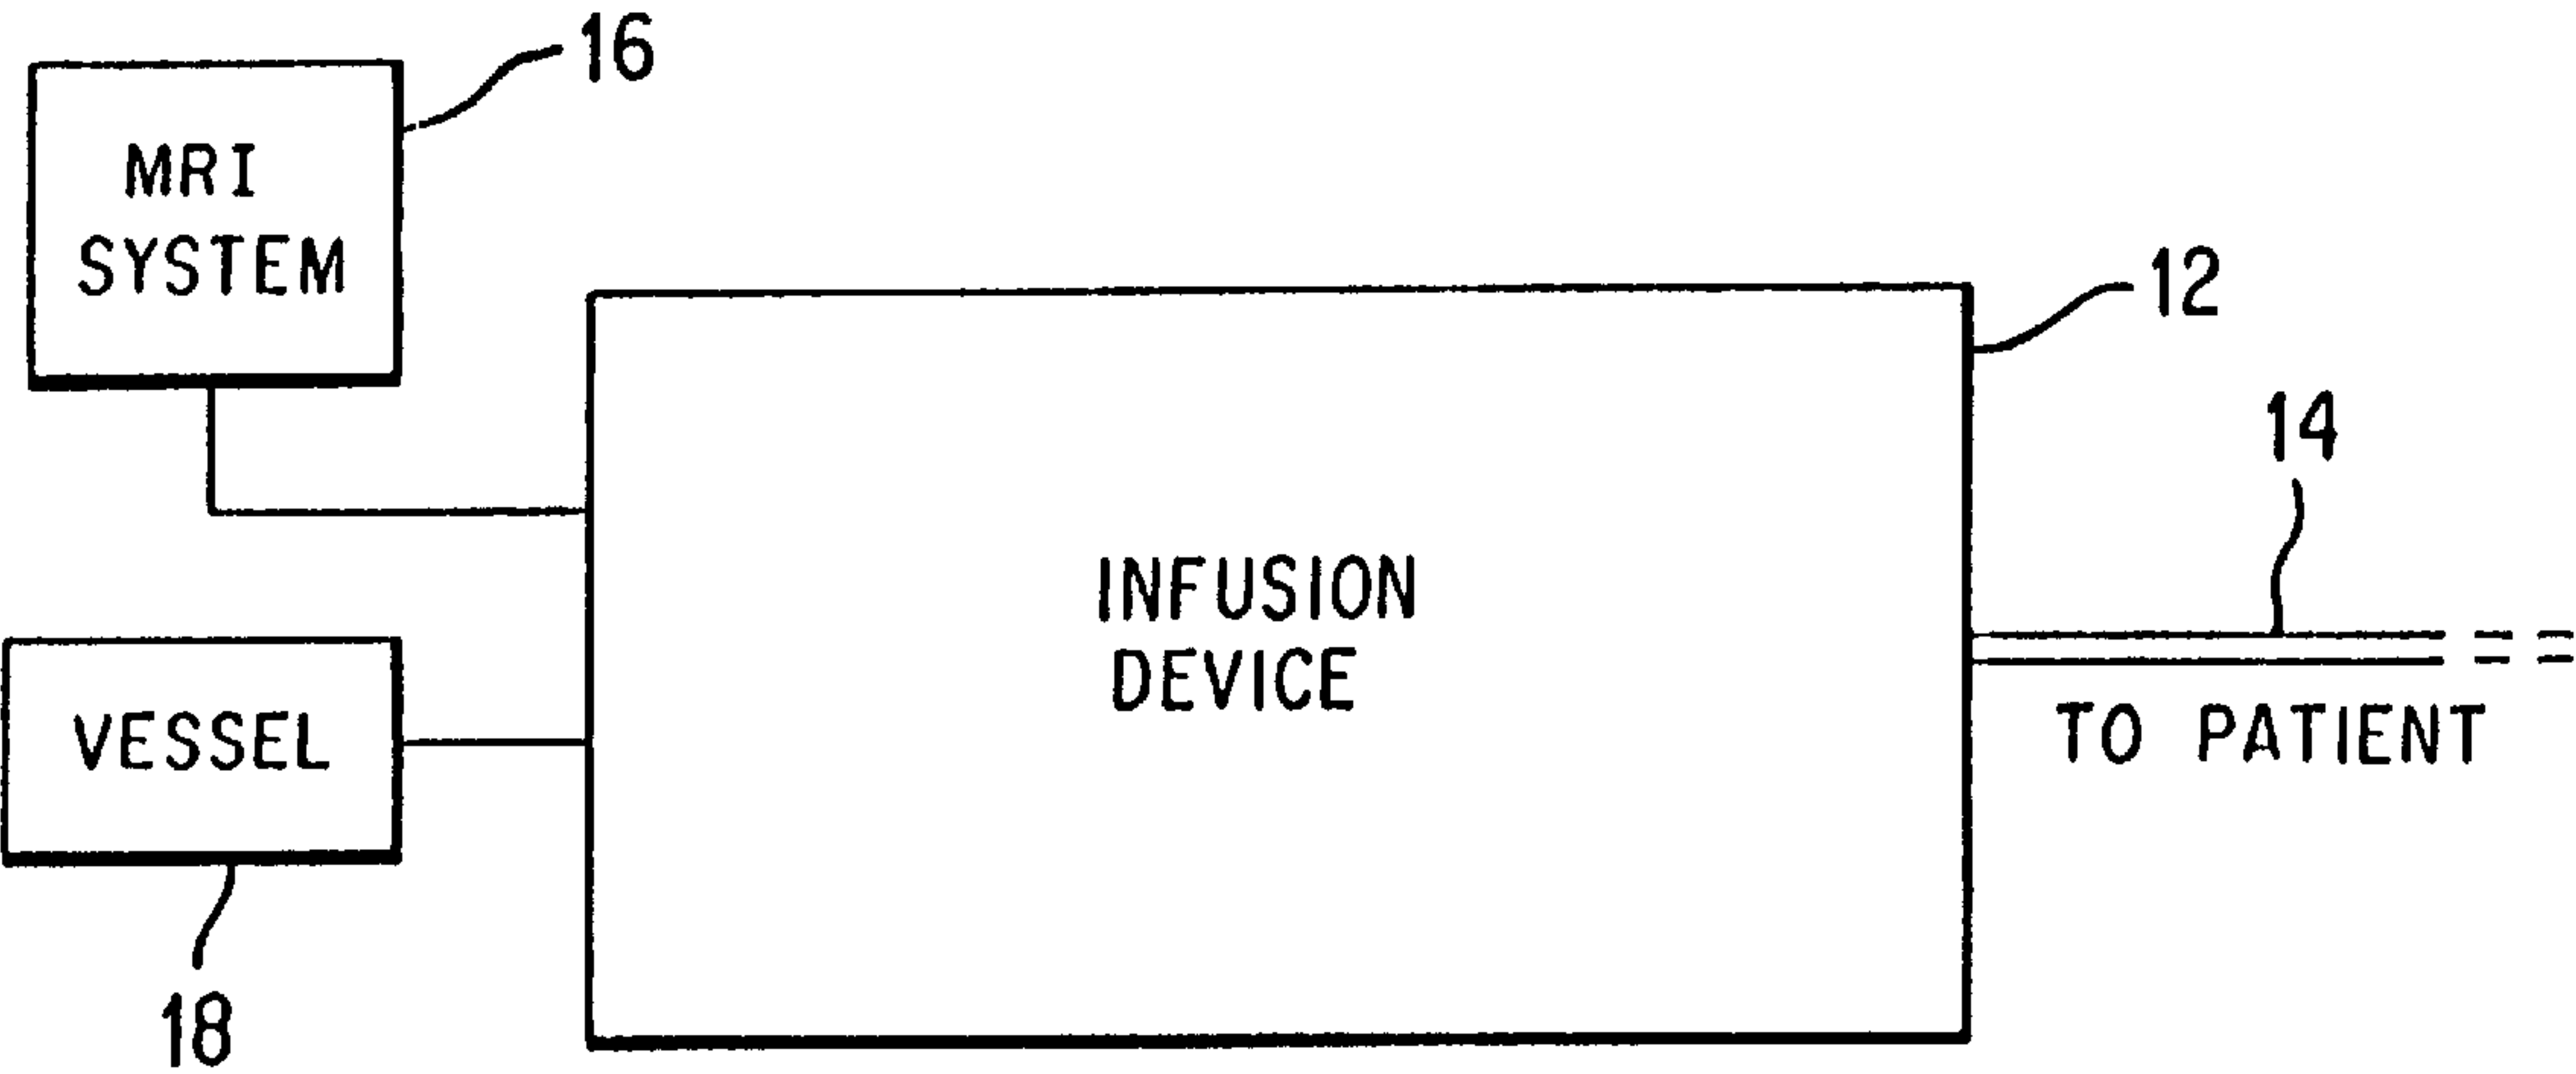 16
MRI
SYSTEM
12
14
INFUSION
DEVICE
TO PATIENT
VESSEL
18